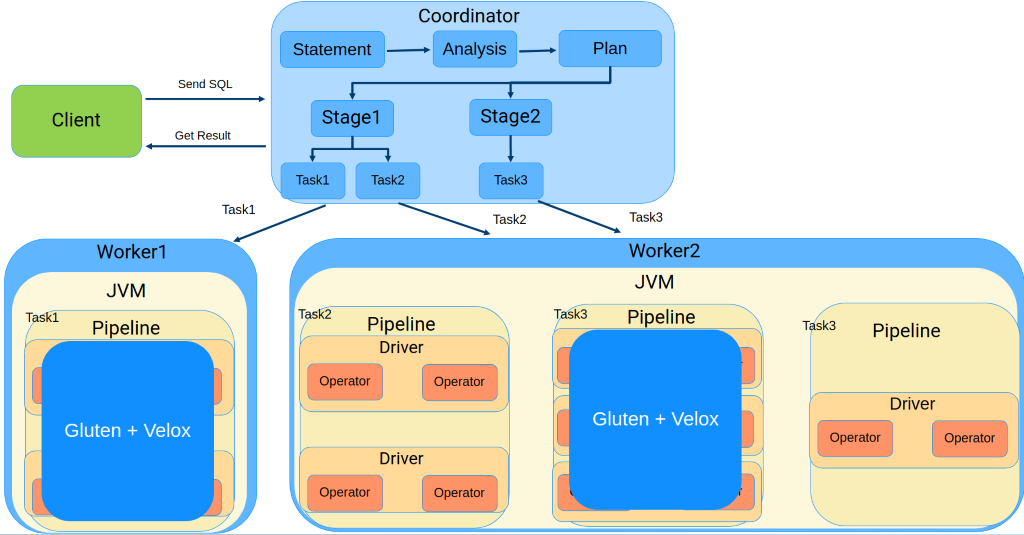 Coordinator
Statement
Analysis
Plan
Send SQL
Client
Stage1
Stage2
Get Result
Task1
Task2
Task3
Task1
Task2
Task3
Worker1
Worker2
JVM
JVM
Task1
Pipeline
Task2
Pipeline
Task3
Pipeline
Task3
Pipeline
Driver
Operator
Operator
Gluten + Velox
Gluten + Velox
Driver
Operator
Operator
Driver
Operator
Operator